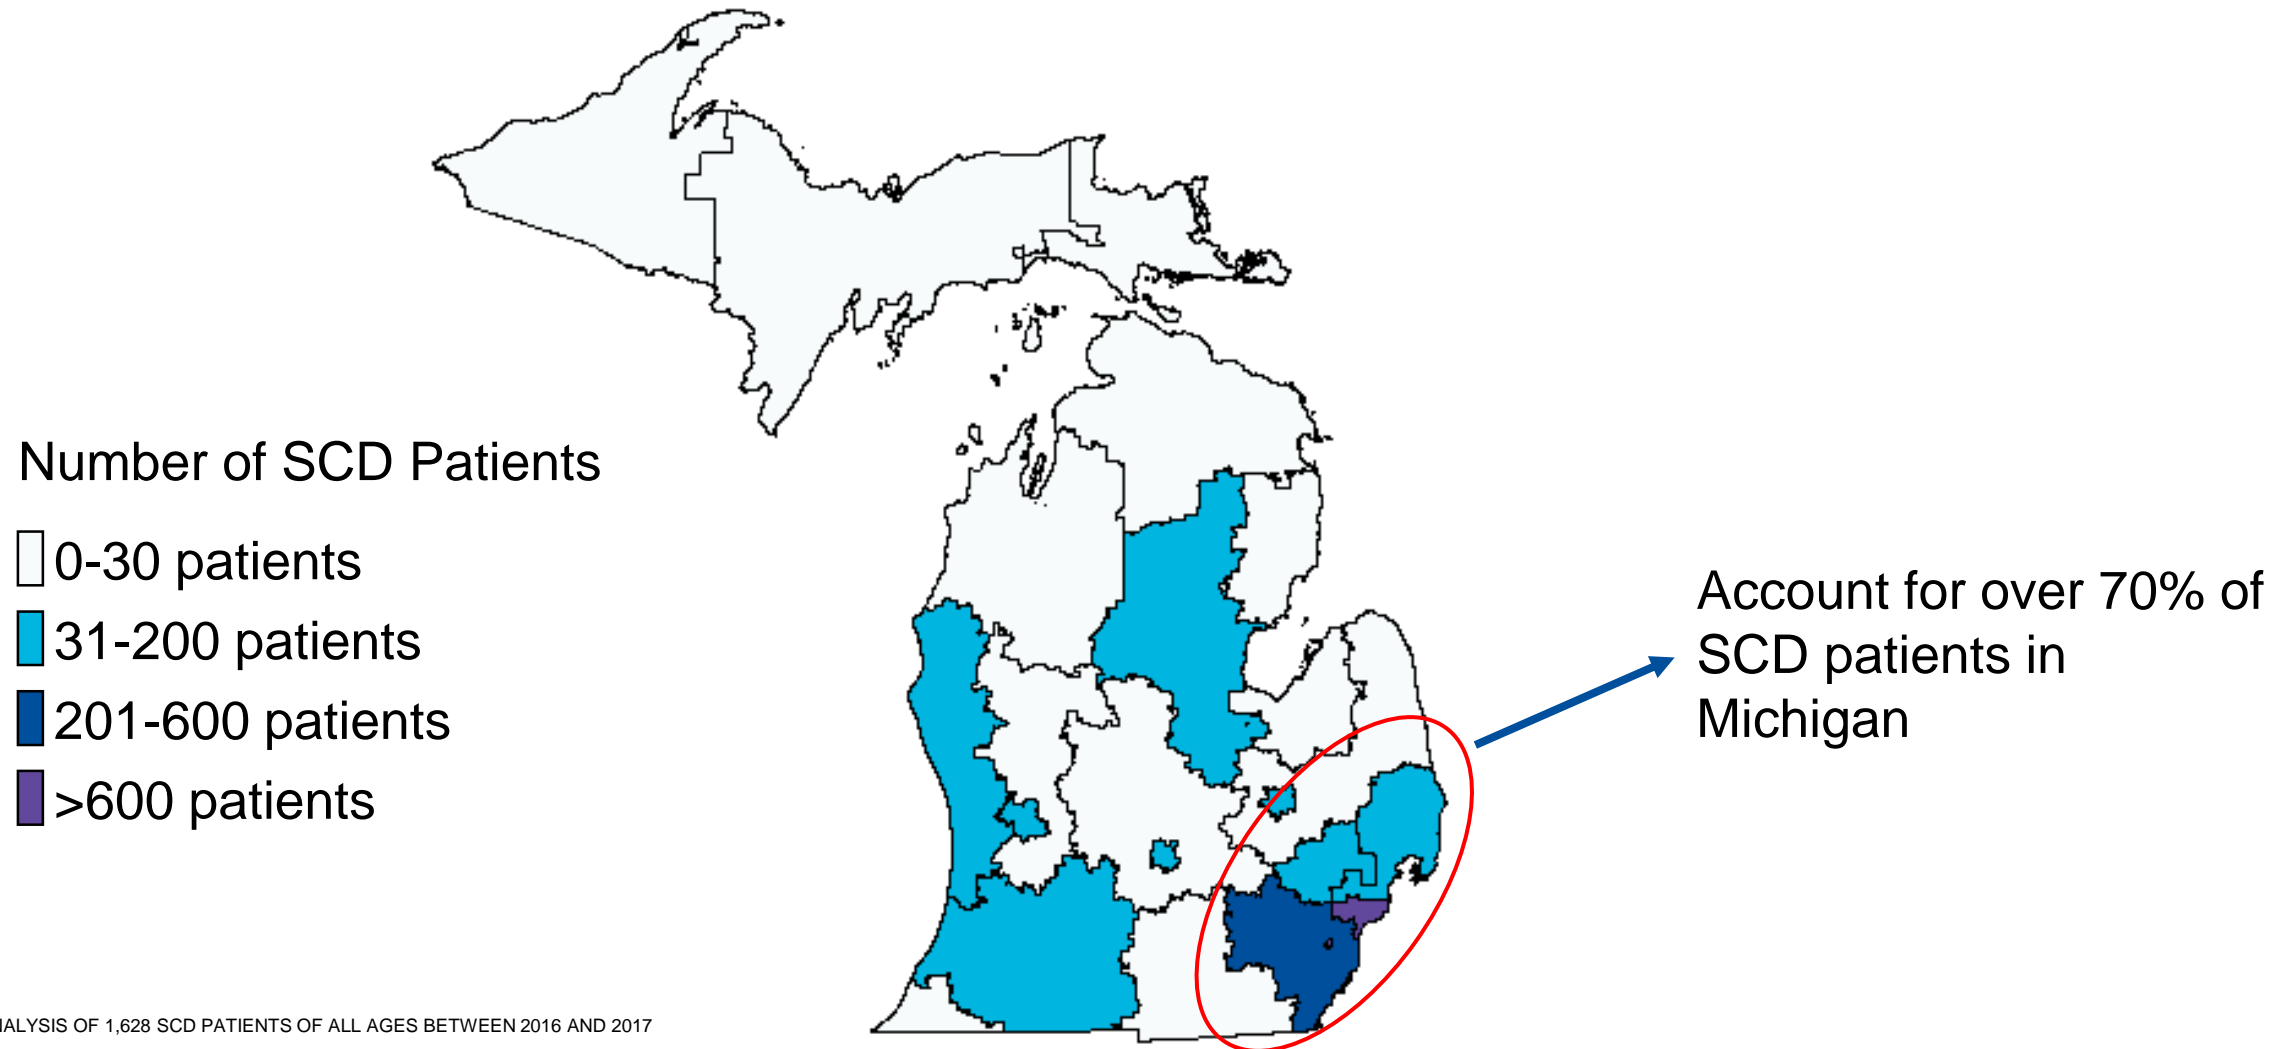 Number of SCD Patients
0-30 patients
31-200 patients
201-600 patients
>600 patients
Account for over 70% of
SCD patients in
Michigan
OF 1,628 SCD PATIENTS OF ALL AGES BETWEEN 2016 AND 2017